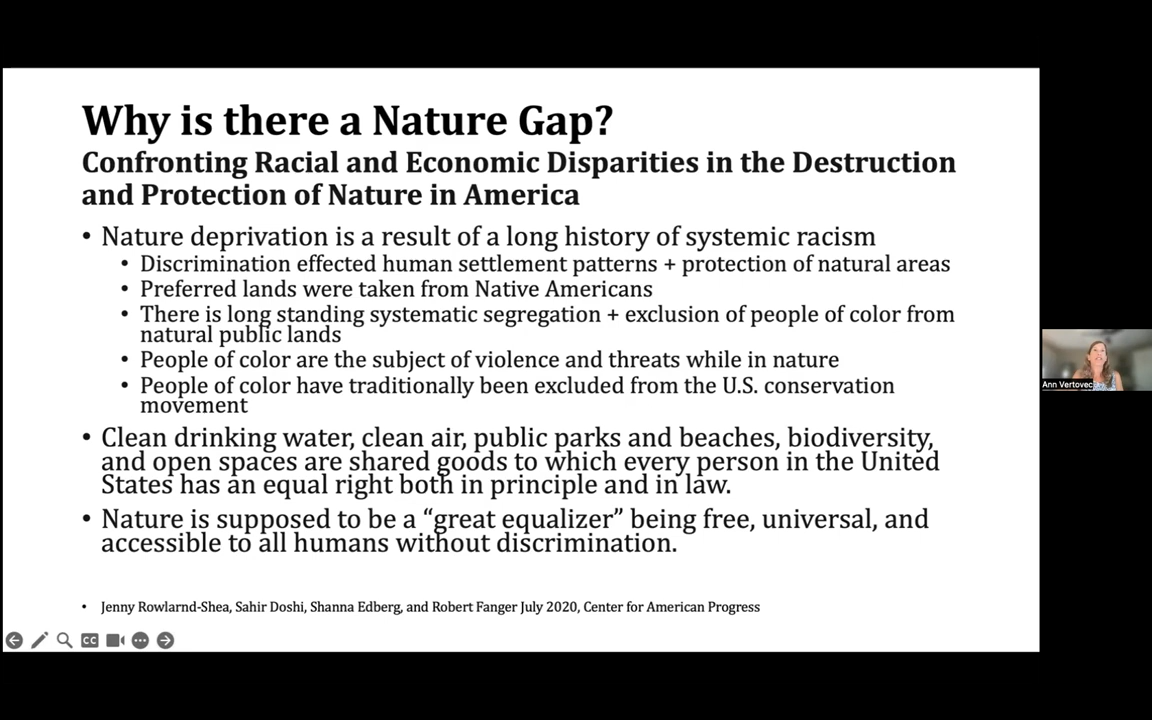 Why is there a Nature Gap?
Confronting Racial and Economic Disparities in the Destruction
and Protection of Nature in America
• Nature deprivation is a result of a long history of systemic racism
• Discrimination effected human settlement patterns + protection of natural areas
• Preferred lands were taken from Native Americans
• There is long standing systematic segregation + exclusion of people of color from
natural public lands
• People of color are the subject of violence and threats while in nature
• People of color have traditionally been excluded from the U.S. conservation
movement
• Clean drinking water, clean air, public parks and beaches, biodiversity,
and open spaces are shared goods to which every person in the United
States has an equal right both in principle and in law.
• Nature is supposed to be a “great equalizer” being free, universal, and
accessible to all humans without discrimination.
• Jenny Rowlarnd-Shea, Sahir Doshi, Shanna Edberg, and Robert Fanger July 2020, Center for American Progress
CC
Ann Vertovec